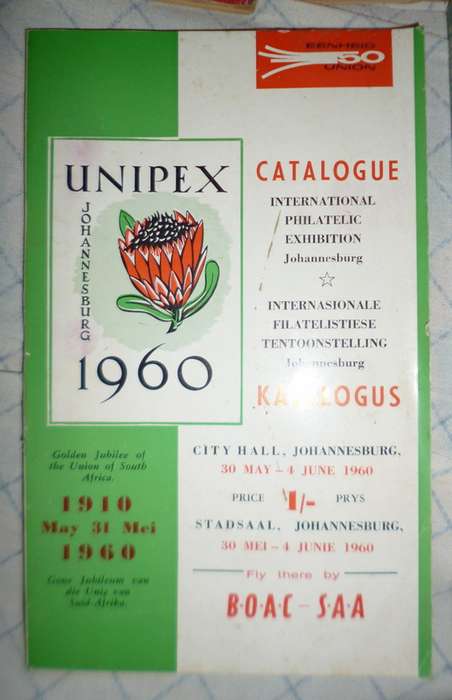 EENHEID
50
UNION
UNIPEX
JOHANNESBURG
1960
CATALOGUE
INTERNATIONAL
PHILATELIC
EXHIBITION
Johannesburg
INTERNASIONALE
FILATELISTIESE
TENTOONSTELLING
Johannesburg
KATALOGUS
Golden Jubilee of
the Union of South
Africa.
1910
May 31 Mei
1960
Goue Jubileum van
die Unie van
Suid-Afrika.
CITY HALL, JOHANNESBURG,
30 MAY – 4 JUNE 1960
PRICE 1/- PRYS
STADSAAL, JOHANNESBURG,
30 MEI – 4 JUNIE 1960
Fly there by
B·O·A·C – S·A·A